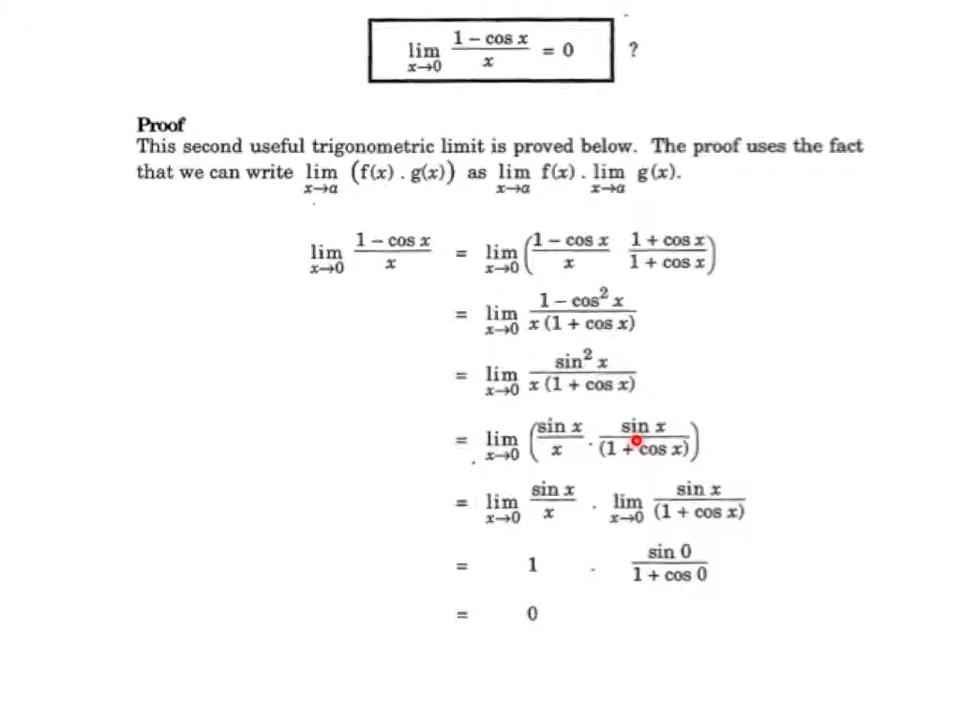 lim x→0 (1 − cos x)/x = 0 ?
Proof
This second useful trigonometric limit is proved below. The proof uses the fact
that we can write lim x→a (f(x) . g(x)) as lim x→a f(x) . lim x→a g(x).
lim x→0 (1 − cos x)/x = lim x→0 ((1 − cos x)/x (1 + cos x)/(1 + cos x))
= lim x→0 (1 − cos² x)/(x (1 + cos x))
= lim x→0 (sin² x)/(x (1 + cos x))
= lim x→0 ((sin x)/x . (sin x)/(1 + cos x))
= lim x→0 (sin x)/x . lim x→0 (sin x)/(1 + cos x)
= 1 . (sin 0)/(1 + cos 0)
= 0